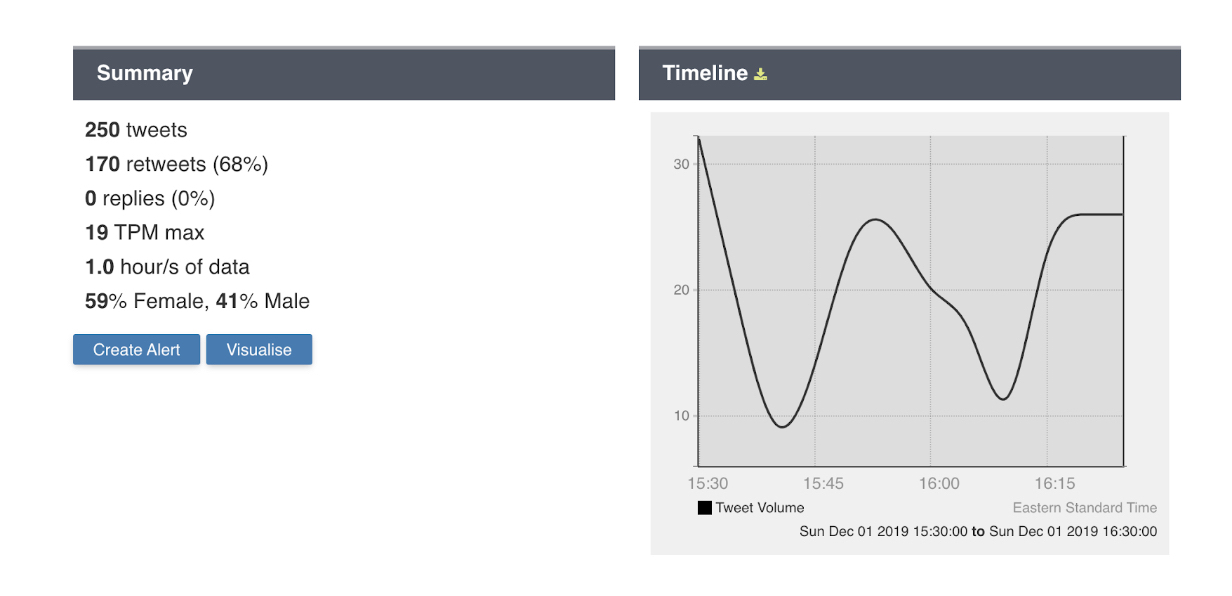 Summary
250 tweets
170 retweets (68%)
0 replies (0%)
19 TPM max
1.0 hour/s of data
59% Female, 41% Male
Create Alert
Visualise
Timeline
30
20
10
15:30
15:45
16:00
16:15
Tweet Volume
Eastern Standard Time
Sun Dec 01 2019 15:30:00 to Sun Dec 01 2019 16:30:00